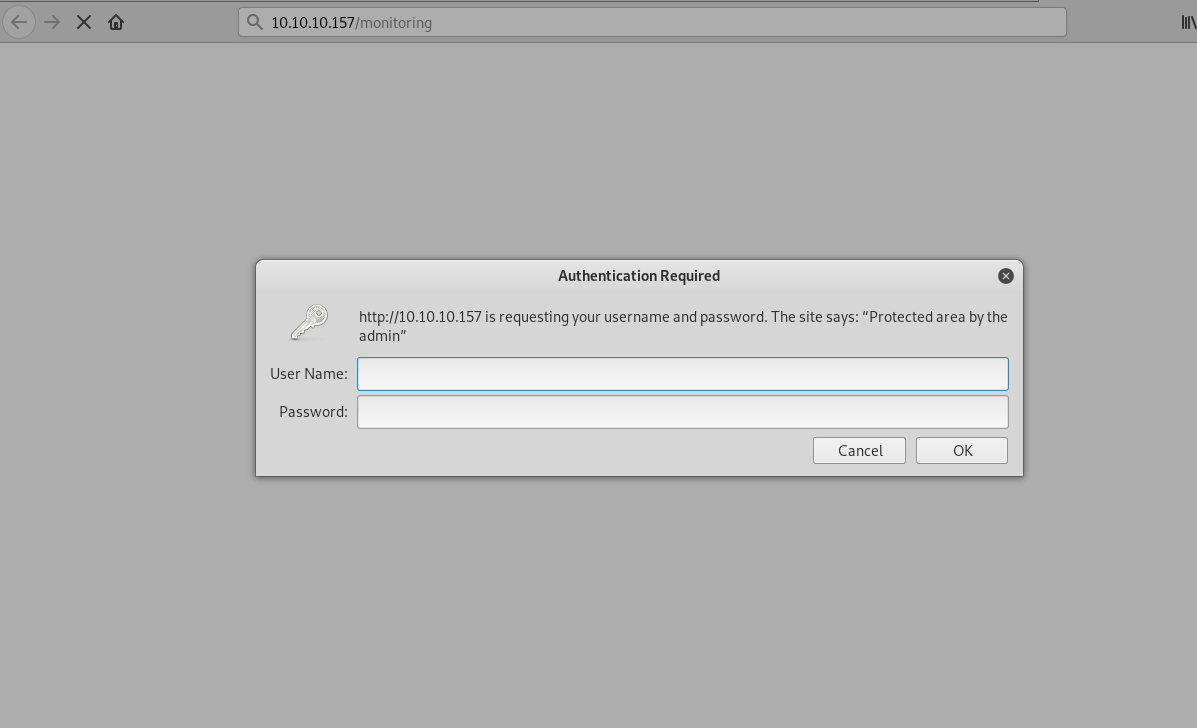 10.10.10.157/monitoring
Authentication Required
http://10.10.10.157 is requesting your username and password. The site says: “Protected area by the
admin”
User Name:
Password:
Cancel
OK